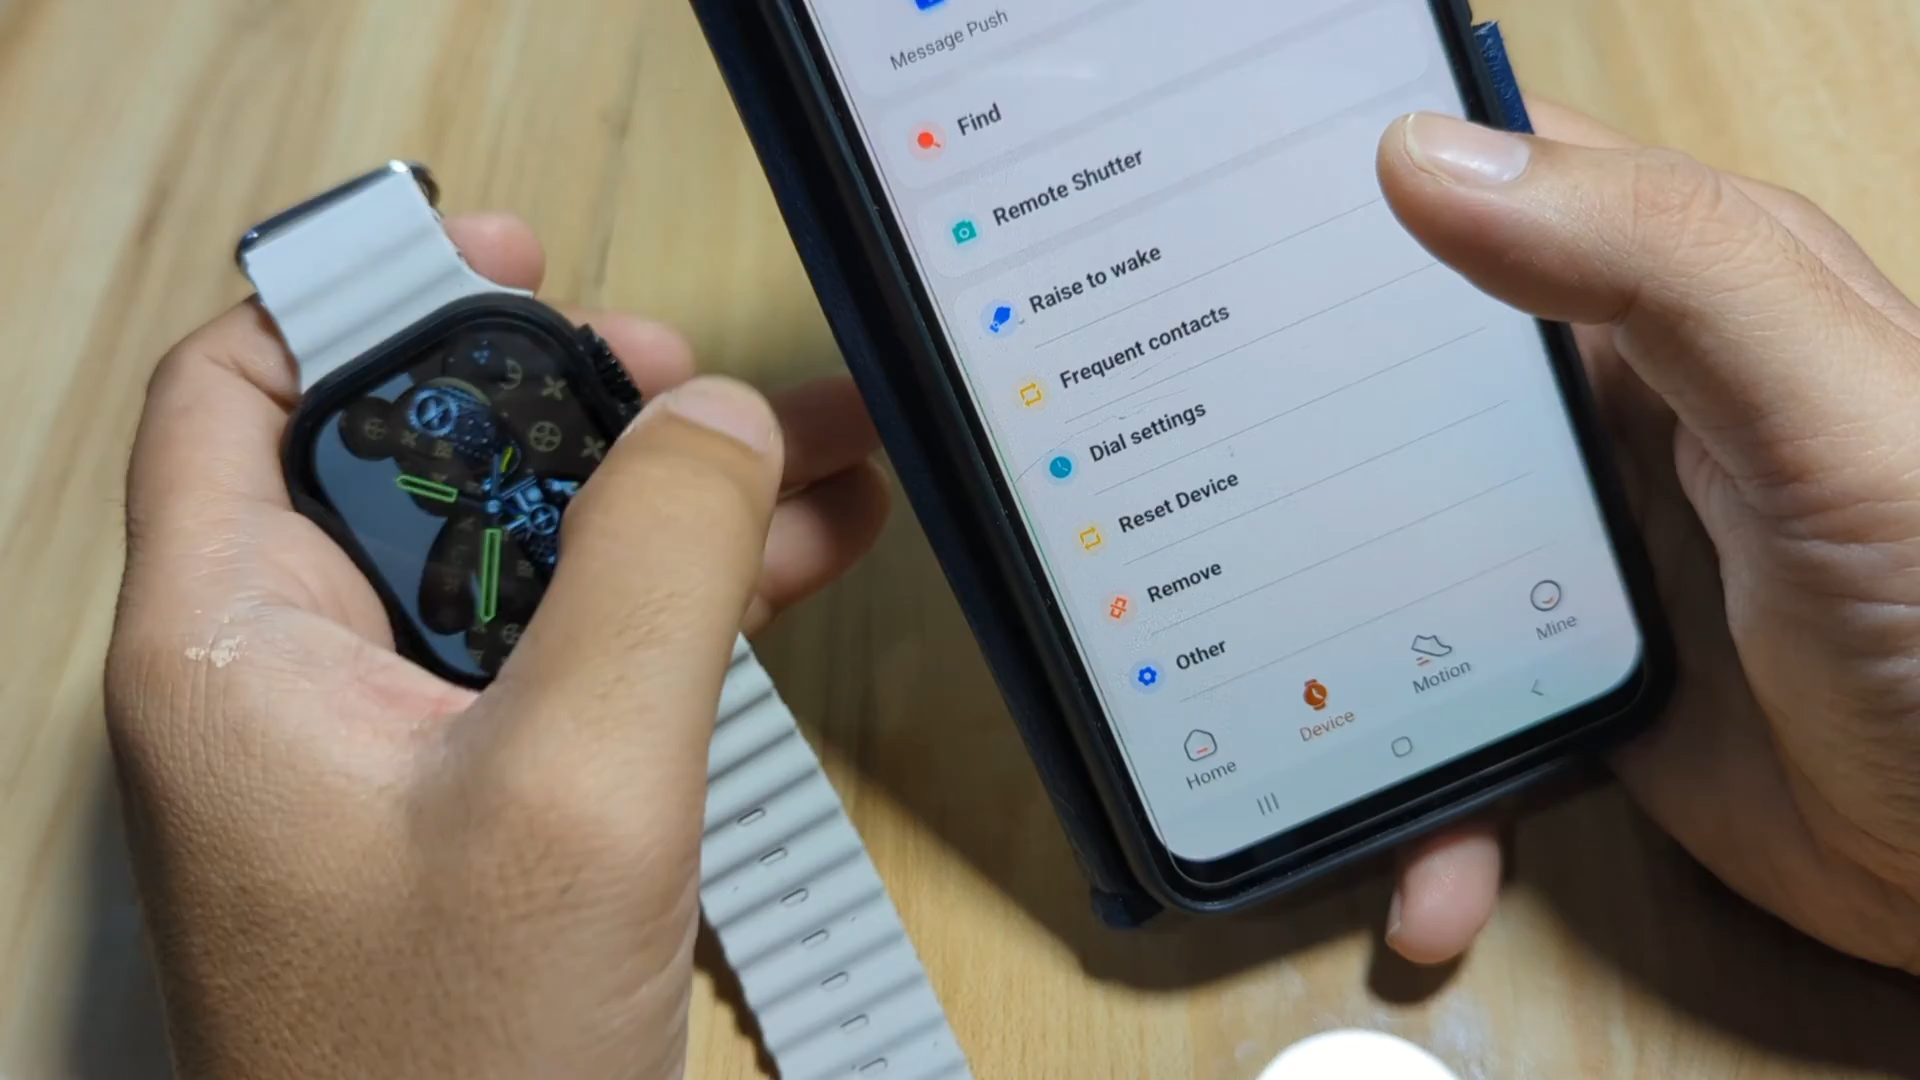 Message Push
Find
Remote Shutter
Raise to wake
Frequent contacts
Dial settings
Reset Device
Remove
Other
Home
Device
Motion
Mine